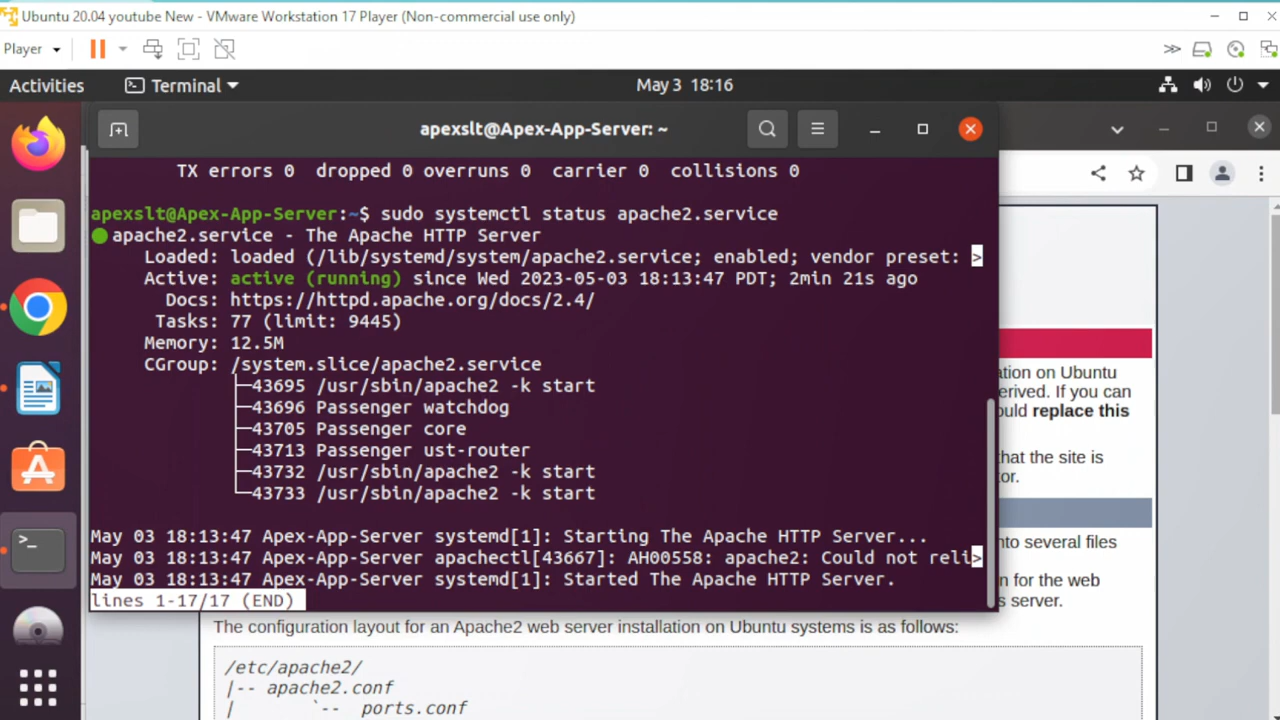 Ubuntu 20.04 youtube New - VMware Workstation 17 Player (Non-commercial use only)
Player
Activities
Terminal
May 3 18:16
apexslt@Apex-App-Server: ~
TX errors 0  dropped 0 overruns 0  carrier 0  collisions 0
apexslt@Apex-App-Server:~$ sudo systemctl status apache2.service
apache2.service - The Apache HTTP Server
Loaded: loaded (/lib/systemd/system/apache2.service; enabled; vendor preset: >
Active: active (running) since Wed 2023-05-03 18:13:47 PDT; 2min 21s ago
Docs: https://httpd.apache.org/docs/2.4/
Tasks: 77 (limit: 9445)
Memory: 12.5M
CGroup: /system.slice/apache2.service
├─43695 /usr/sbin/apache2 -k start
├─43696 Passenger watchdog
├─43705 Passenger core
├─43713 Passenger ust-router
├─43732 /usr/sbin/apache2 -k start
└─43733 /usr/sbin/apache2 -k start
May 03 18:13:47 Apex-App-Server systemd[1]: Starting The Apache HTTP Server...
May 03 18:13:47 Apex-App-Server apachectl[43667]: AH00558: apache2: Could not reli>
May 03 18:13:47 Apex-App-Server systemd[1]: Started The Apache HTTP Server.
lines 1-17/17 (END)
ation on Ubuntu
erived. If you can
ould replace this
that the site is
tor.
nto several files
n for the web
s server.
The configuration layout for an Apache2 web server installation on Ubuntu systems is as follows:
/etc/apache2/
|-- apache2.conf
|       `--  ports.conf